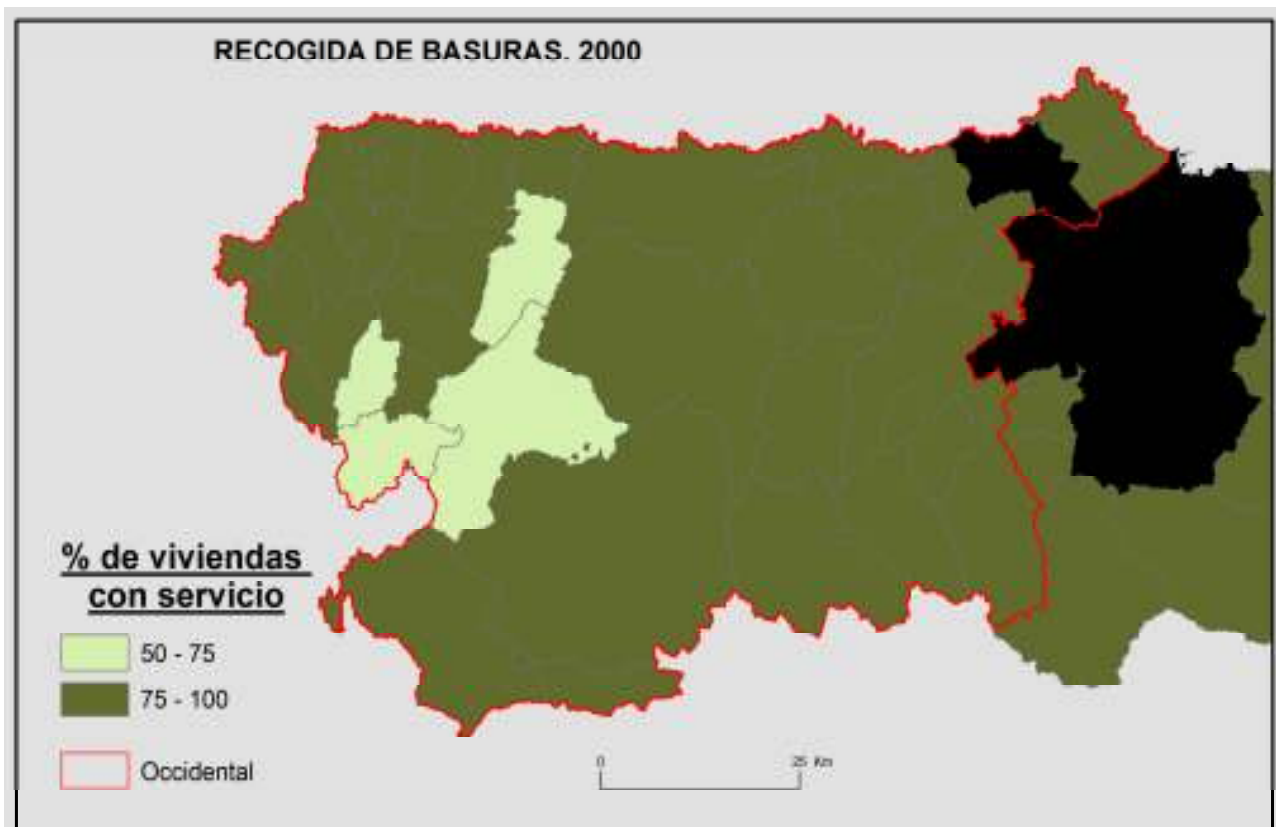 RECOGIDA DE BASURAS. 2000
% de viviendas
con servicio
50 - 75
75 - 100
Occidental
0 25 Km